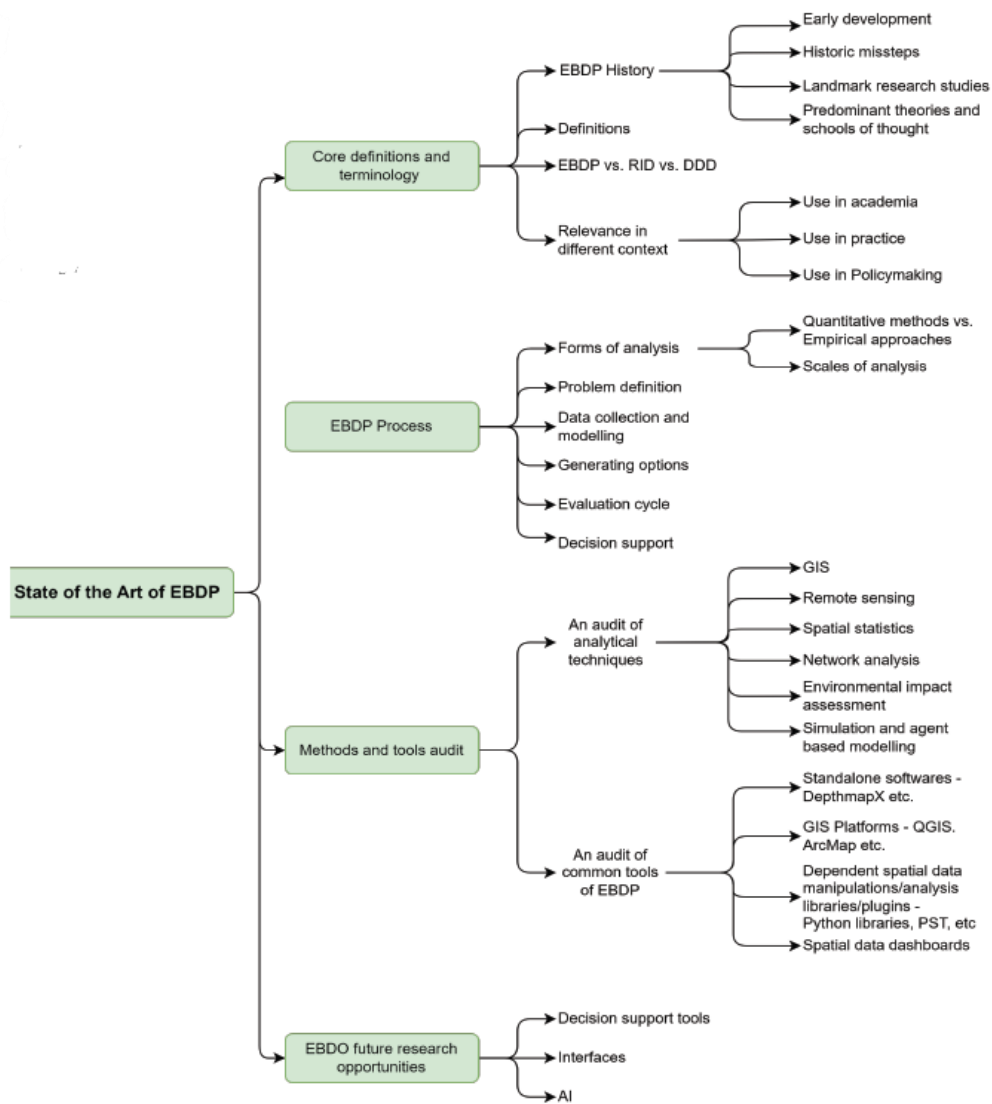 State of the Art of EBDP
Core definitions and
terminology
EBDP History
Early development
Historic missteps
Landmark research studies
Predominant theories and
schools of thought
Definitions
EBDP vs. RID vs. DDD
Relevance in
different context
Use in academia
Use in practice
Use in Policymaking
EBDP Process
Forms of analysis
Quantitative methods vs.
Empirical approaches
Scales of analysis
Problem definition
Data collection and
modelling
Generating options
Evaluation cycle
Decision support
Methods and tools audit
An audit of
analytical
techniques
GIS
Remote sensing
Spatial statistics
Network analysis
Environmental impact
assessment
Simulation and agent
based modelling
An audit of
common tools
of EBDP
Standalone softwares -
DepthmapX etc.
GIS Platforms - QGIS.
ArcMap etc.
Dependent spatial data
manipulations/analysis
libraries/plugins -
Python libraries, PST, etc
Spatial data dashboards
EBDO future research
opportunities
Decision support tools
Interfaces
AI